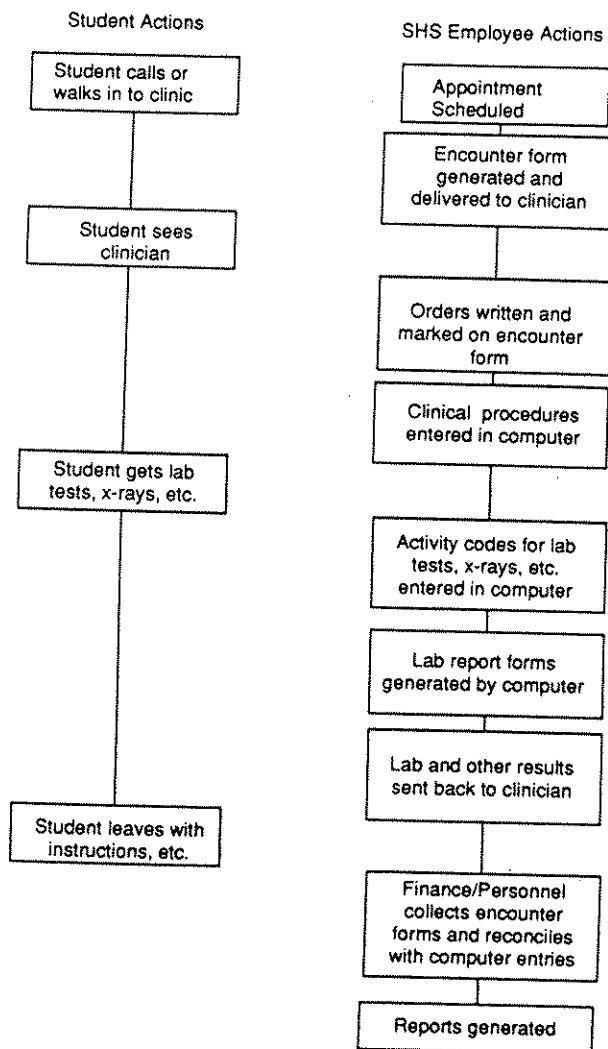 Student Actions
Student calls or
walks in to clinic
Student sees
clinician
Student gets lab
tests, x-rays, etc.
Student leaves with
instructions, etc.
SHS Employee Actions
Appointment
Scheduled
Encounter form
generated and
delivered to clinician
Orders written and
marked on encounter
form
Clinical procedures
entered in computer
Activity codes for lab
tests, x-rays, etc.
entered in computer
Lab report forms
generated by computer
Lab and other results
sent back to clinician
Finance/Personnel
collects encounter
forms and reconciles
with computer entries
Reports generated